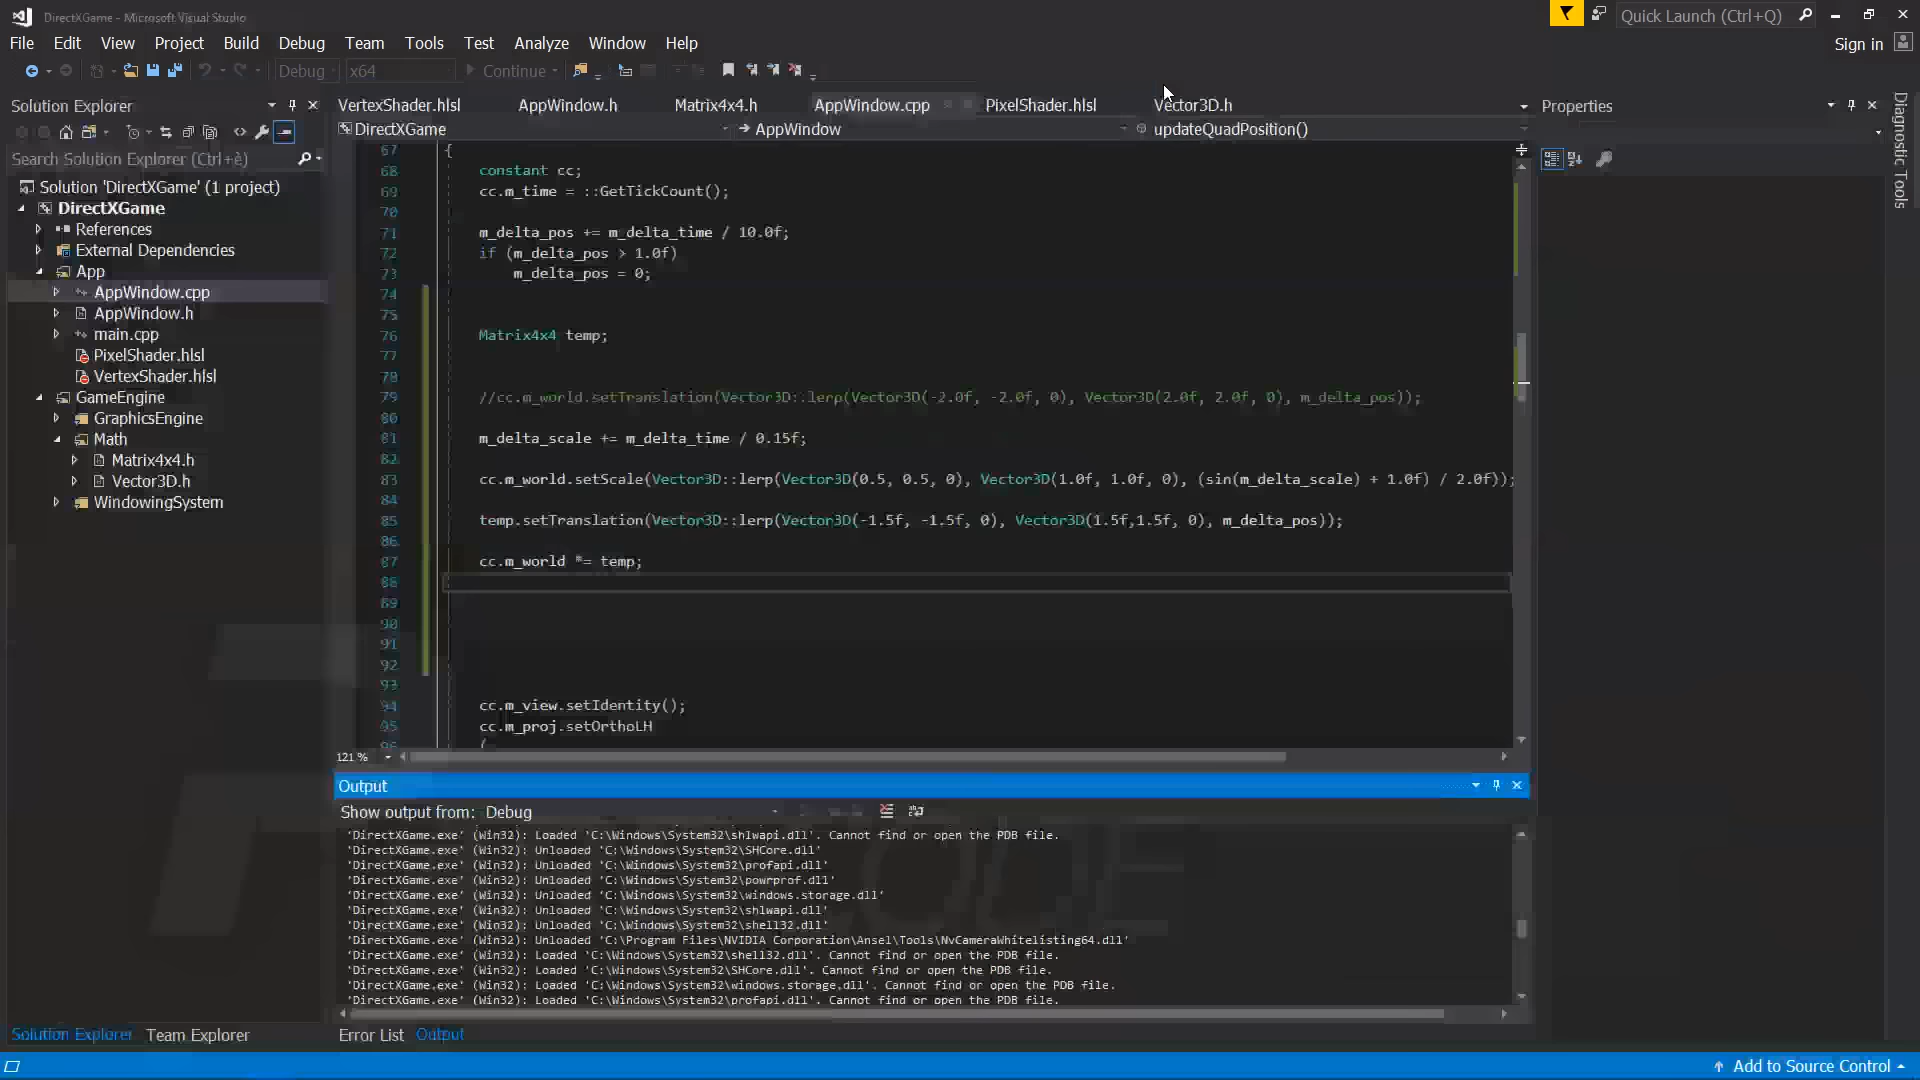 DirectXGame - Microsoft Visual Studio
Quick Launch (Ctrl+Q)
File Edit View Project Build Debug Team Tools Test Analyze Window Help
Sign in
Debug x64 Continue
Solution Explorer
VertexShader.hlsl AppWindow.h Matrix4x4.h AppWindow.cpp PixelShader.hlsl Vector3D.h
Properties
DirectXGame AppWindow updateQuadPosition()
Search Solution Explorer (Ctrl+è)
Solution 'DirectXGame' (1 project)
DirectXGame
References
External Dependencies
App
AppWindow.cpp
AppWindow.h
main.cpp
PixelShader.hlsl
VertexShader.hlsl
GameEngine
GraphicsEngine
Math
Matrix4x4.h
Vector3D.h
WindowingSystem
67 {
68 constant cc;
69 cc.m_time = ::GetTickCount();
70
71 m_delta_pos += m_delta_time / 10.0f;
72 if (m_delta_pos > 1.0f)
73 m_delta_pos = 0;
74
75
76 Matrix4x4 temp;
77
78
79 //cc.m_world.setTranslation(Vector3D::lerp(Vector3D(-2.0f, -2.0f, 0), Vector3D(2.0f, 2.0f, 0), m_delta_pos));
80
81 m_delta_scale += m_delta_time / 0.15f;
82
83 cc.m_world.setScale(Vector3D::lerp(Vector3D(0.5, 0.5, 0), Vector3D(1.0f, 1.0f, 0), (sin(m_delta_scale) + 1.0f) / 2.0f));
84
85 temp.setTranslation(Vector3D::lerp(Vector3D(-1.5f, -1.5f, 0), Vector3D(1.5f,1.5f, 0), m_delta_pos));
86
87 cc.m_world *= temp;
88
89
90
91
92
93
94 cc.m_view.setIdentity();
95 cc.m_proj.setOrthoLH
96 (
121 %
Diagnostic Tools
Output
Show output from: Debug
'DirectXGame.exe' (Win32): Loaded 'C:\Windows\System32\shlwapi.dll'. Cannot find or open the PDB file.
'DirectXGame.exe' (Win32): Unloaded 'C:\Windows\System32\SHCore.dll'
'DirectXGame.exe' (Win32): Unloaded 'C:\Windows\System32\profapi.dll'
'DirectXGame.exe' (Win32): Unloaded 'C:\Windows\System32\powrprof.dll'
'DirectXGame.exe' (Win32): Unloaded 'C:\Windows\System32\windows.storage.dll'
'DirectXGame.exe' (Win32): Unloaded 'C:\Windows\System32\shlwapi.dll'
'DirectXGame.exe' (Win32): Unloaded 'C:\Windows\System32\shell32.dll'
'DirectXGame.exe' (Win32): Unloaded 'C:\Program Files\NVIDIA Corporation\Ansel\Tools\NvCameraWhitelisting64.dll'
'DirectXGame.exe' (Win32): Loaded 'C:\Windows\System32\shell32.dll'. Cannot find or open the PDB file.
'DirectXGame.exe' (Win32): Loaded 'C:\Windows\System32\SHCore.dll'. Cannot find or open the PDB file.
'DirectXGame.exe' (Win32): Loaded 'C:\Windows\System32\windows.storage.dll'. Cannot find or open the PDB file.
'DirectXGame.exe' (Win32): Loaded 'C:\Windows\System32\profapi.dll'. Cannot find or open the PDB file.
Solution Explorer Team Explorer
Error List Output
Add to Source Control